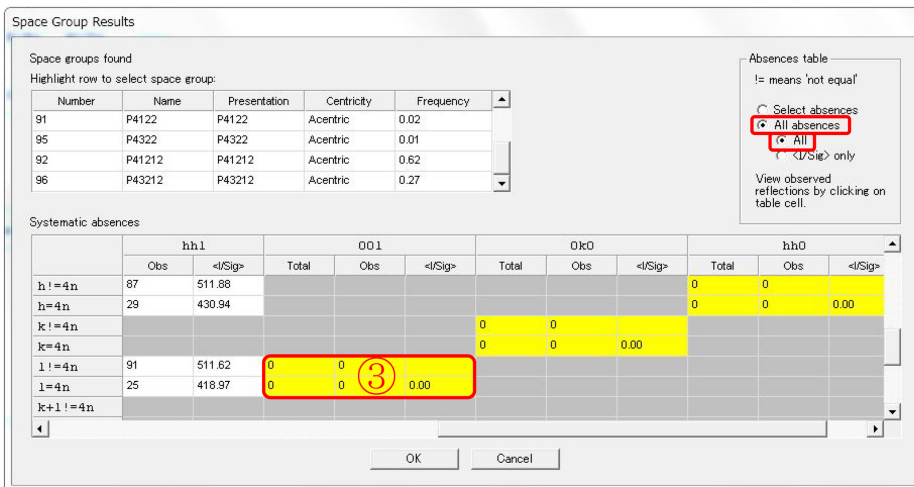 Space Group Results
Space groups found
Highlight row to select space group:
Number Name Presentation Centricity Frequency
91 P4122 P4122 Acentric 0.02
95 P4322 P4322 Acentric 0.01
92 P41212 P41212 Acentric 0.62
96 P43212 P43212 Acentric 0.27
Absences table
!= means 'not equal'
Select absences
All absences
All
<I/Sig> only
View observed
reflections by clicking on
table cell.
Systematic absences
hhl 00l 0k0 hh0
Obs <I/Sig> Total Obs <I/Sig> Total Obs <I/Sig> Total Obs <I/Sig>
h!=4n 87 511.88 0 0
h=4n 29 430.94 0 0 0.00
k!=4n 0 0
k=4n 0 0 0.00
l!=4n 91 511.62 0 0
l=4n 25 418.97 0 0 0.00
③
k+l!=4n
OK Cancel